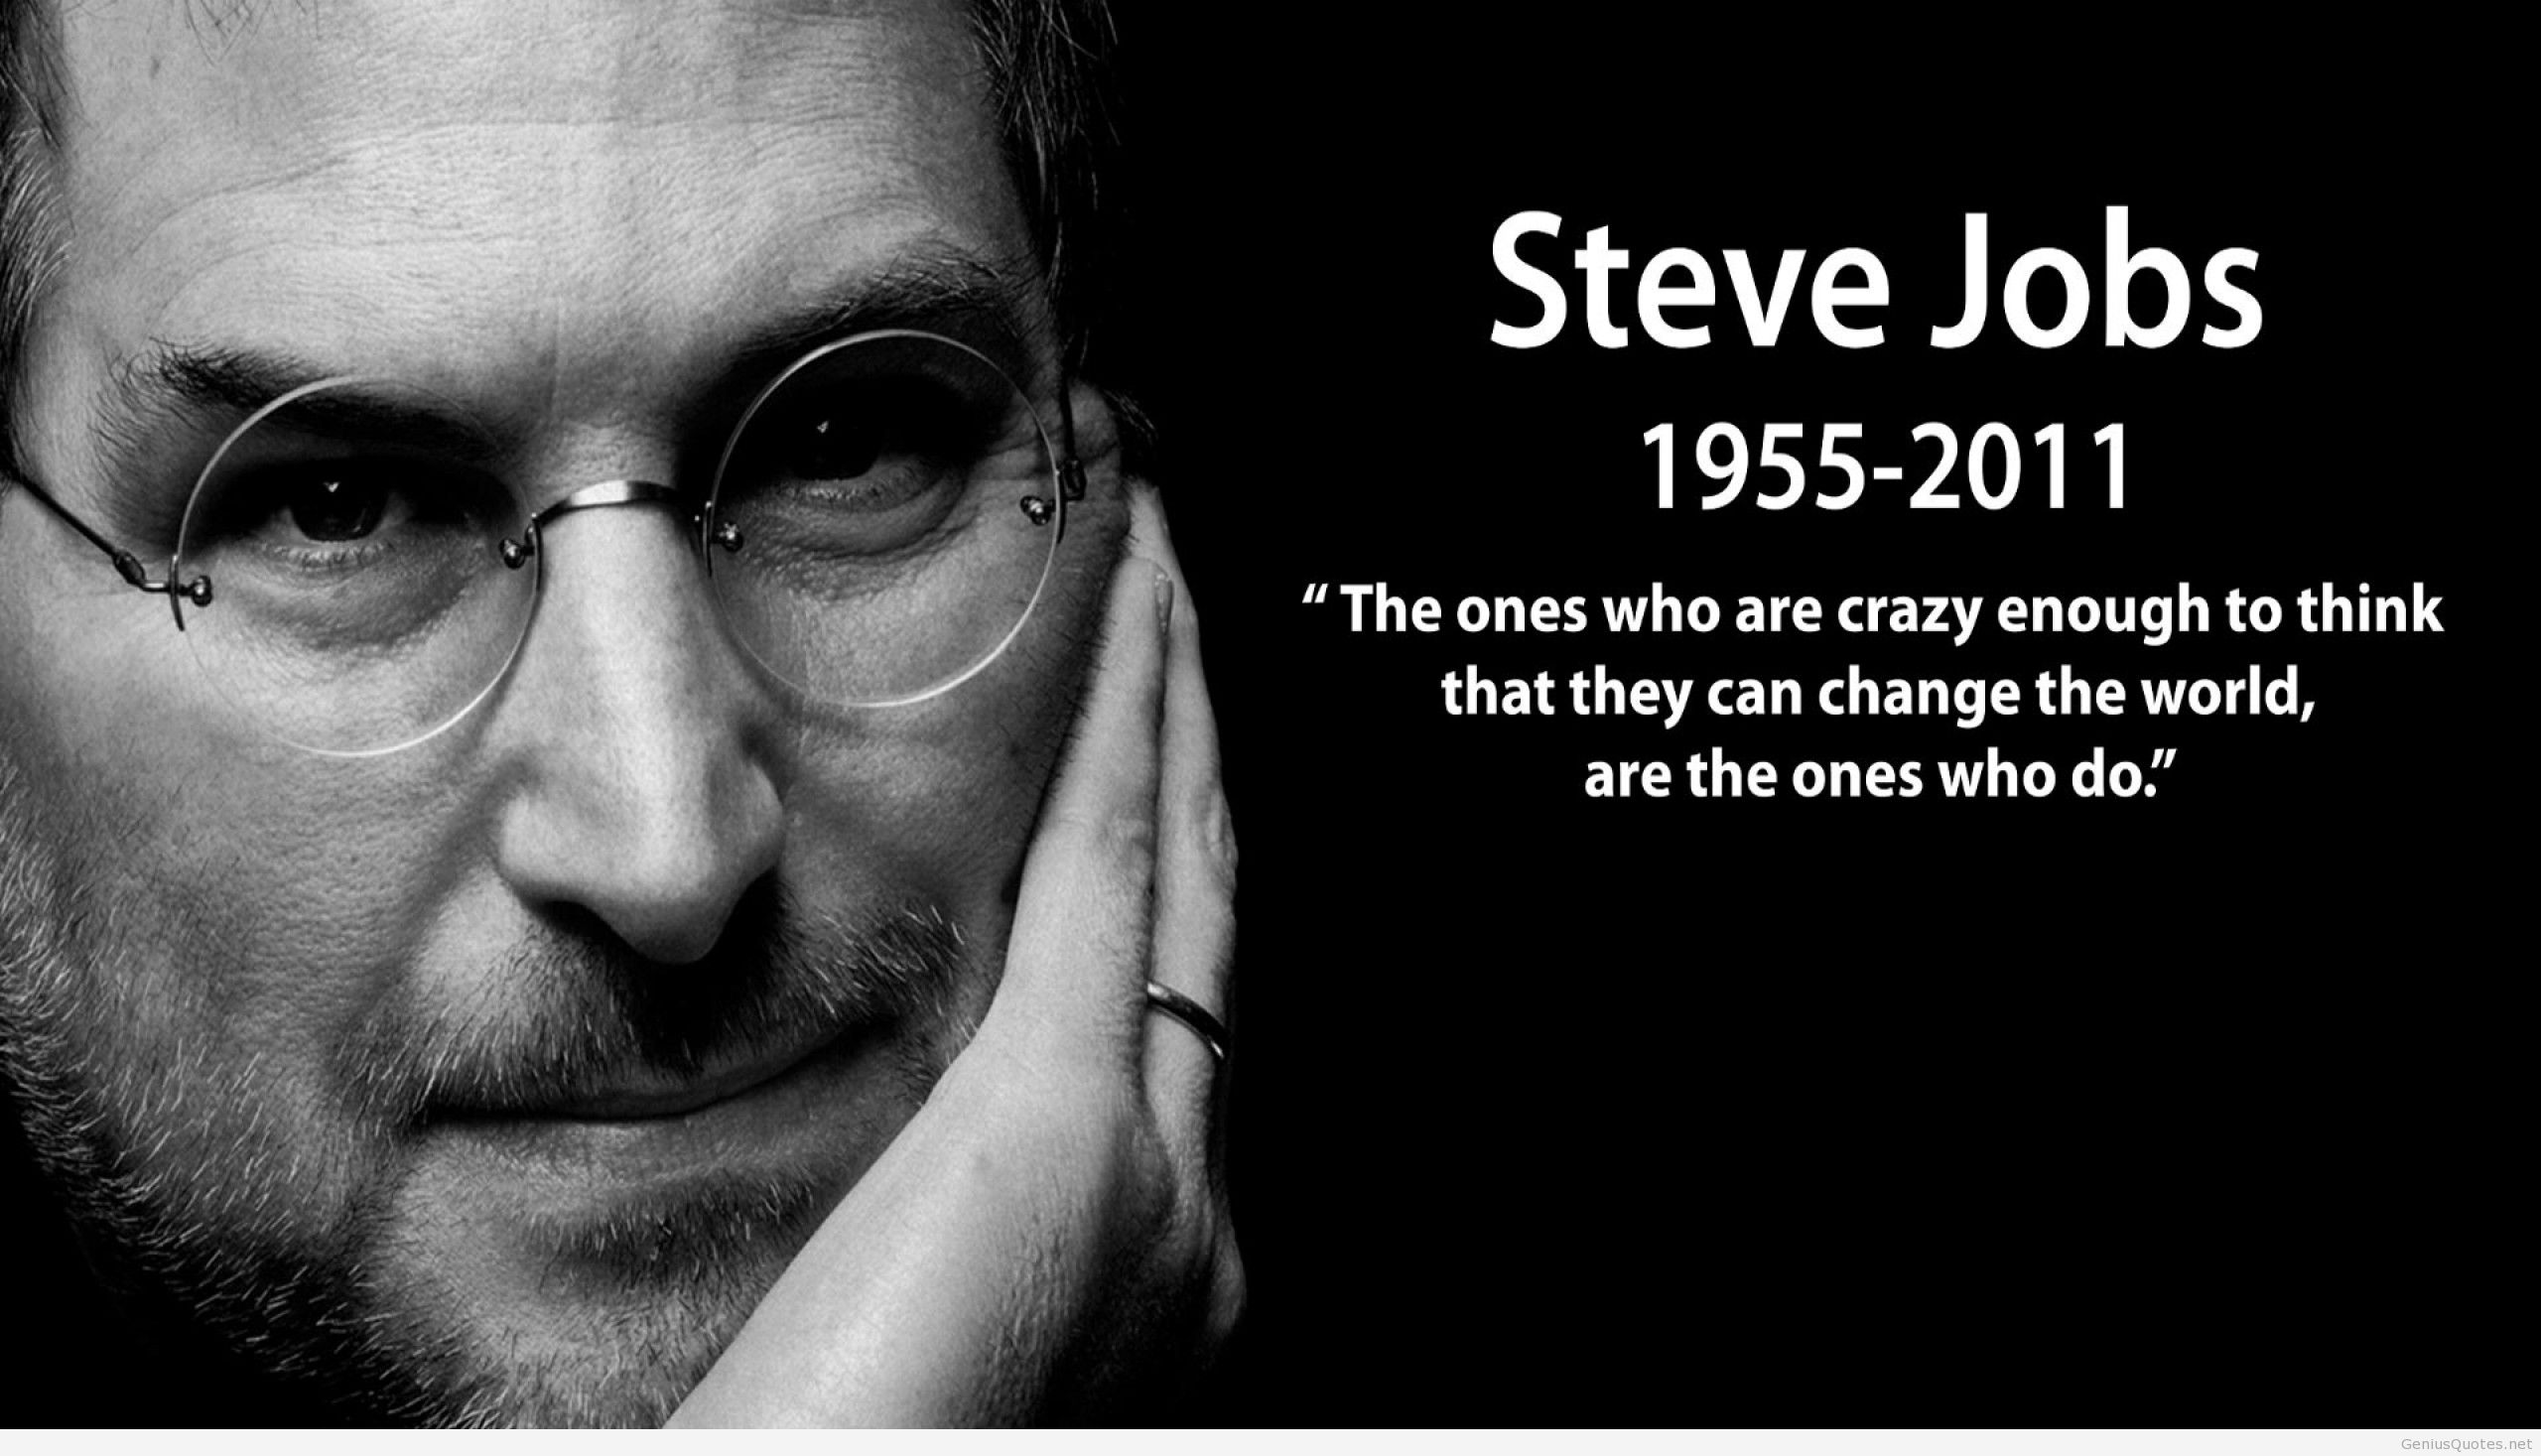 Steve Jobs
1955-2011
“ The ones who are crazy enough to think
that they can change the world,
are the ones who do.”
GeniusQuotes.net